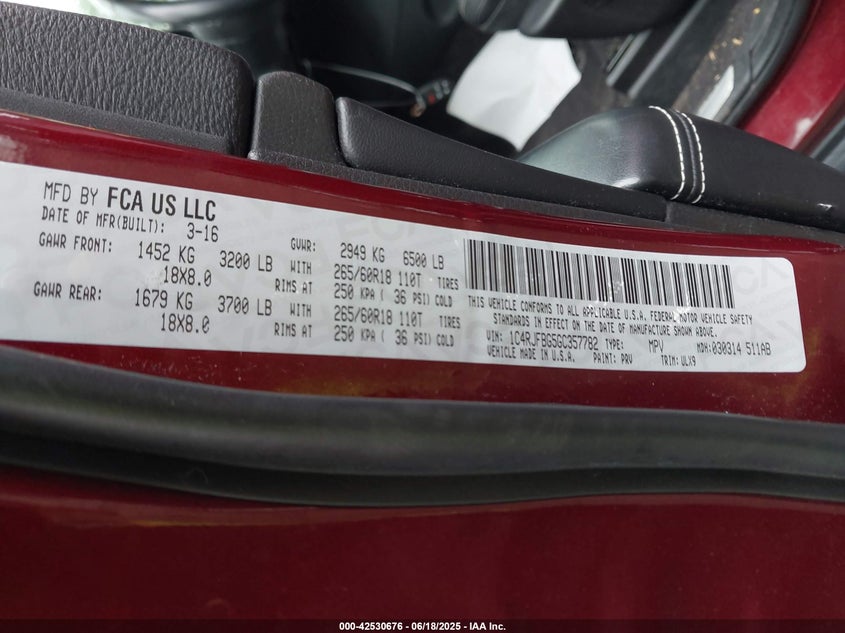 MFD BY FCA US LLC
DATE OF MFR(BUILT): 3-16
GAWR FRONT: 1452 KG 3200 LB
18X8.0
GAWR REAR: 1679 KG 3700 LB
18X8.0
GVWR: 2949 KG 6500 LB
WITH 265/60R18 110T TIRES
RIMS AT 250 KPA ( 36 PSI) COLD
WITH 265/60R18 110T TIRES
RIMS AT 250 KPA ( 36 PSI) COLD
THIS VEHICLE CONFORMS TO ALL APPLICABLE U.S.A. FEDERAL MOTOR VEHICLE SAFETY
STANDARDS IN EFFECT ON THE DATE OF MANUFACTURE SHOWN ABOVE.
VIN: 1C4RJFBG5GC357782 TYPE: MPV MDH: 030314 511AB
VEHICLE MADE IN U.S.A. PAINT: PRV TRIM: ULX9
000-42530676 - 06/18/2025 - IAA Inc.